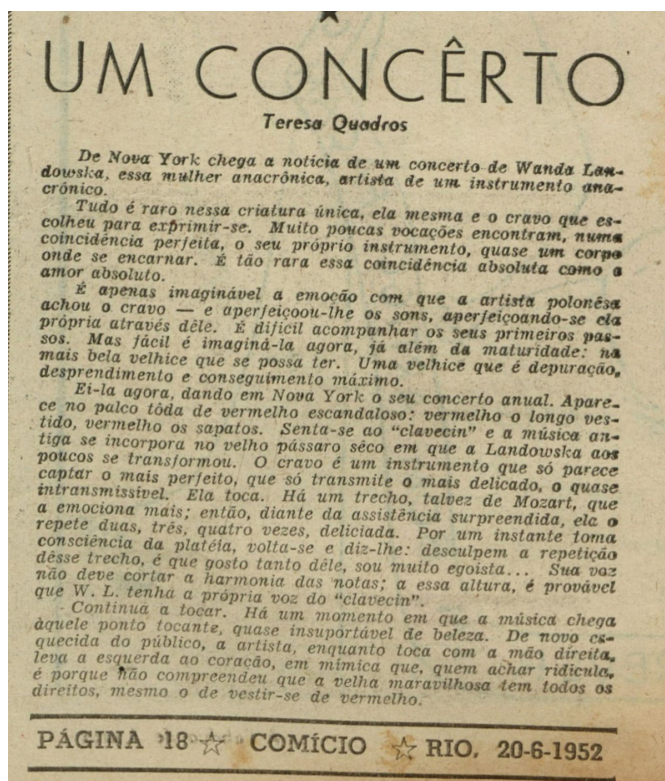 UM CONCÊRTO
Teresa Quadros
De Nova York chega a noticia de um concerto de Wanda Lan-
dowska, essa mulher anacrônica, artista de um instrumento ana-
crônico.
Tudo é raro nessa criatura única, ela mesma e o cravo que es-
colheu para exprimir-se. Muito poucas vocações encontram, numa
coincidência perfeita, o seu próprio instrumento, quase um corpo
onde se encarnar. É tão rara essa coincidência absoluta como a
amor absoluto.
É apenas imaginável a emoção com que a artista polonêsa
achou o cravo — e aperfeiçoou-lhe os sons, aperfeiçoando-se ela
própria através dêle. É difícil acompanhar os seus primeiros pas-
sos. Mas fácil é imaginá-la agora, já além da maturidade: na
mais bela velhice que se possa ter. Uma velhice que é depuração,
desprendimento e conseguimento máximo.
Ei-la agora, dando em Nova York o seu concerto anual. Apare-
ce no palco tôda de vermelho escandaloso: vermelho o longo ves-
tido, vermelho os sapatos. Senta-se ao "clavecin" e a música an-
tiga se incorpora no velho pássaro sêco em que a Landowska aos
poucos se transformou. O cravo é um instrumento que só parece
captar o mais perfeito, que só transmite o mais delicado, o quase
intransmissivel. Ela toca. Há um trecho, talvez de Mozart, que
a emociona mais; então, diante da assistência surpreendida, ela o
repete duas, três, quatro vezes, deliciada. Por um instante toma
consciência da platéia, volta-se e diz-lhe: desculpem a repetição
dêsse trecho, é que gosto tanto dêle, sou muito egoista... Sua voz
não deve cortar a harmonia das notas; a essa altura, é provável
que W. L. tenha a própria voz do "clavecin".
Continua a tocar. Há um momento em que a música chega
àquele ponto tocante, quase insuportável de beleza. De novo es-
quecida do público, a artista, enquanto toca com a mão direita,
leva a esquerda ao coração, em mímica que, quem achar ridícula,
é porque não compreendeu que a velha maravilhosa tem todos os
direitos, mesmo o de vestir-se de vermelho.
PÁGINA 18 ☆ COMÍCIO ☆ RIO, 20-6-1952